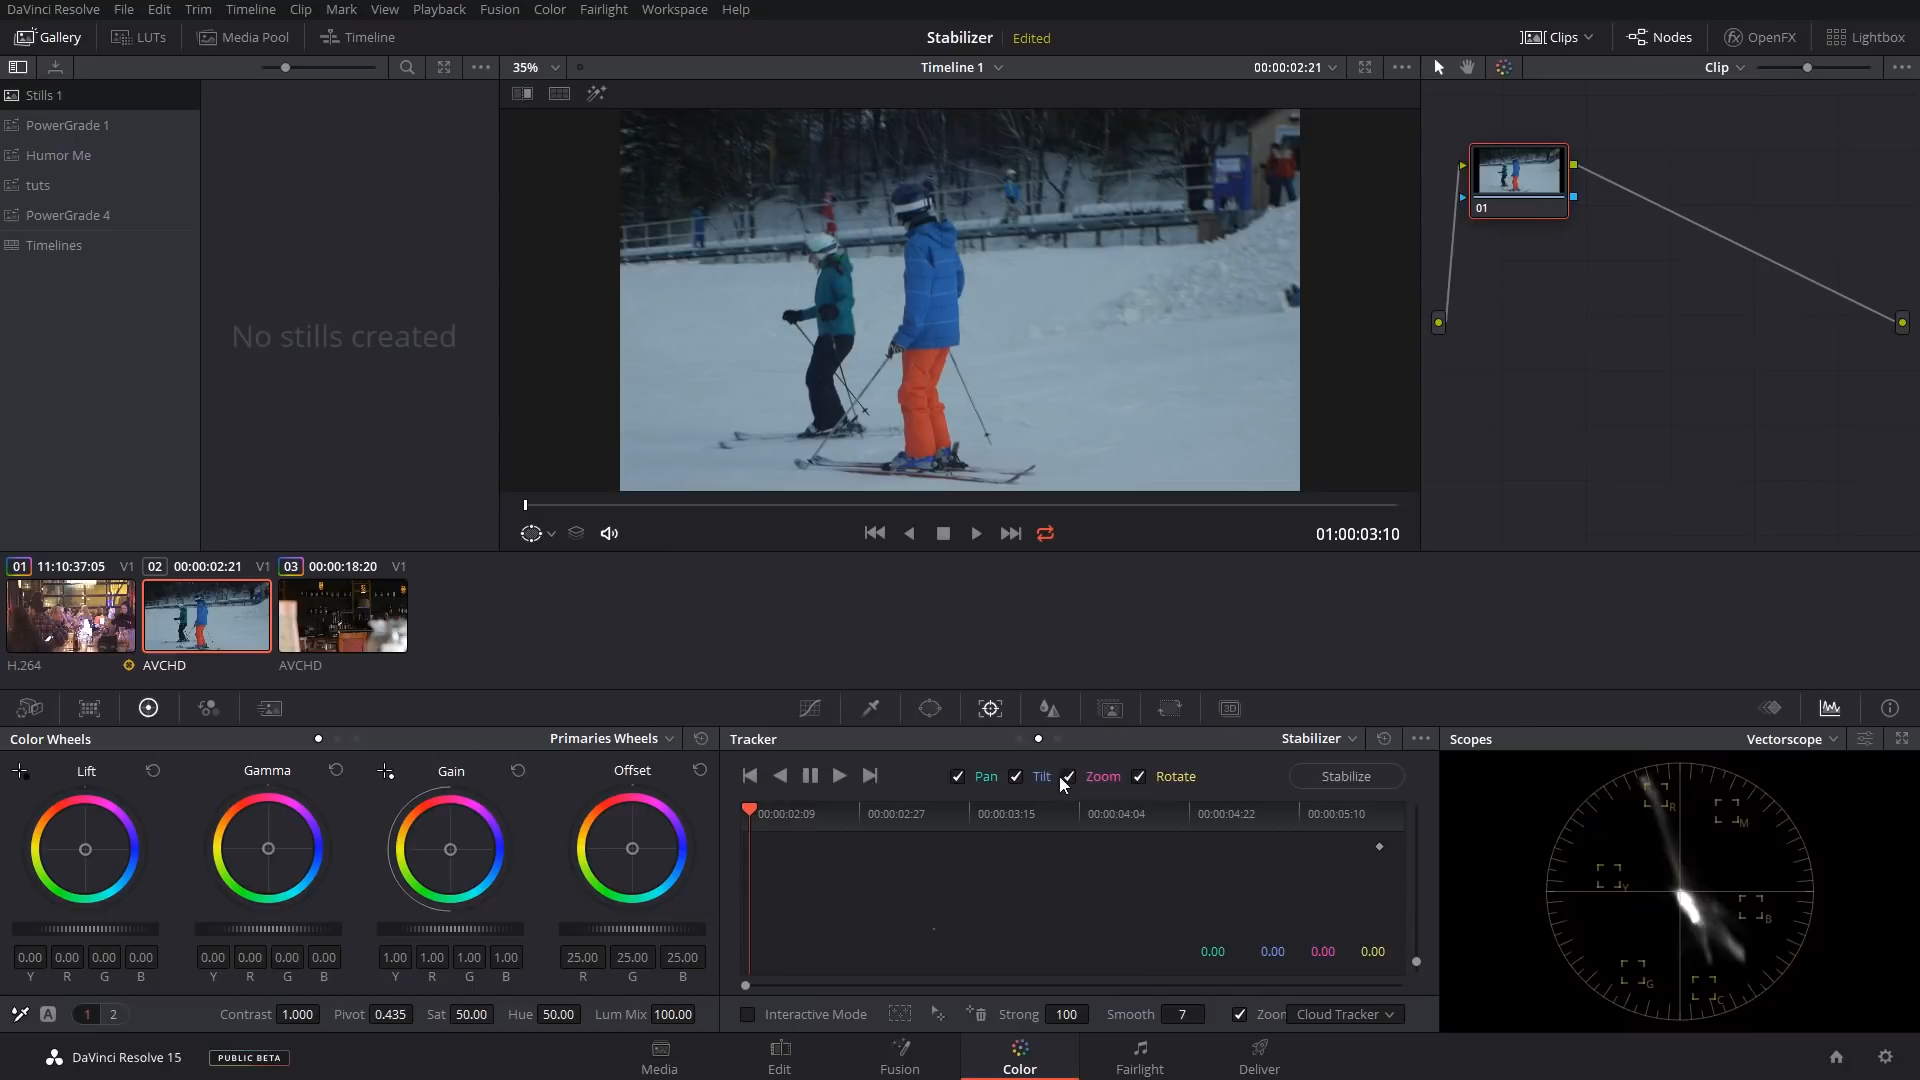 DaVinci Resolve File Edit Trim Timeline Clip Mark View Playback Fusion Color Fairlight Workspace Help
Gallery LUTs Media Pool Timeline Stabilizer Edited Clips Nodes OpenFX Lightbox
35% Timeline 1 00:00:02:21 Clip
Stills 1
PowerGrade 1
Humor Me
tuts
PowerGrade 4
Timelines
No stills created
01
01:00:03:10
01 11:10:37:05 V1 02 00:00:02:21 V1 03 00:00:18:20 V1
H.264 AVCHD AVCHD
3D
Color Wheels Primaries Wheels Tracker Stabilizer Scopes Vectorscope
Lift Gamma Gain Offset
Pan Tilt Zoom Rotate Stabilize
00:00:02:09 00:00:02:27 00:00:03:15 00:00:04:04 00:00:04:22 00:00:05:10
R M Y B G C
0.00 0.00 0.00 0.00
0.00 0.00 0.00 0.00 0.00 0.00 0.00 0.00 1.00 1.00 1.00 1.00 25.00 25.00 25.00
Y R G B Y R G B Y R G B R G B
A 1 2 Contrast 1.000 Pivot 0.435 Sat 50.00 Hue 50.00 Lum Mix 100.00
Interactive Mode Strong 100 Smooth 7 Zoom Cloud Tracker
DaVinci Resolve 15 PUBLIC BETA Media Edit Fusion Color Fairlight Deliver